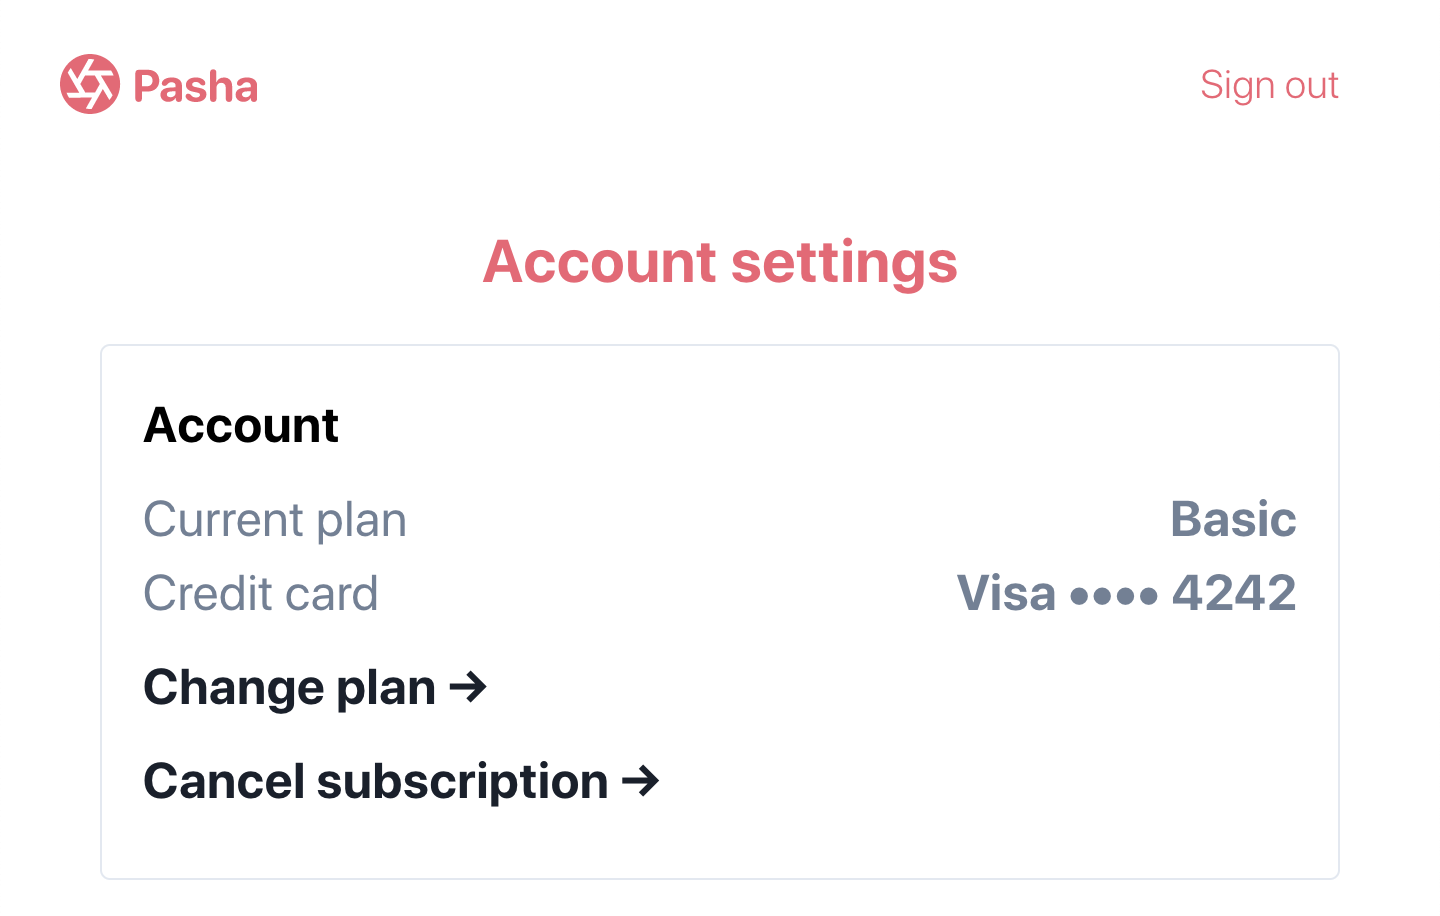 Pasha
Sign out
Account settings
Account
Current plan Basic
Credit card Visa •••• 4242
Change plan →
Cancel subscription →